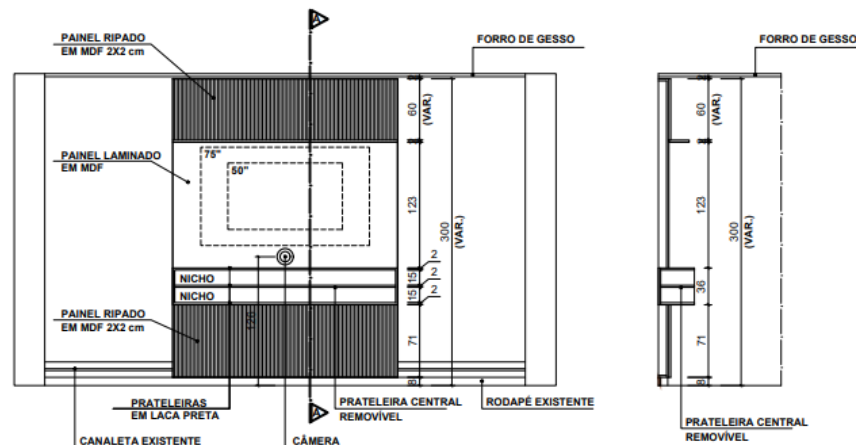 A
PAINEL RIPADO
EM MDF 2X2 cm
FORRO DE GESSO
FORRO DE GESSO
60
(VAR.)
60
(VAR.)
PAINEL LAMINADO
EM MDF
75"
50"
123
300
(VAR.)
123
300
(VAR.)
2
NICHO
15
2
NICHO
15
2
36
126
PAINEL RIPADO
EM MDF 2X2 cm
71
71
8
8
PRATELEIRAS
EM LACA PRETA
A
PRATELEIRA CENTRAL
REMOVÍVEL
RODAPÉ EXISTENTE
PRATELEIRA CENTRAL
REMOVÍVEL
CANALETA EXISTENTE
CÂMERA